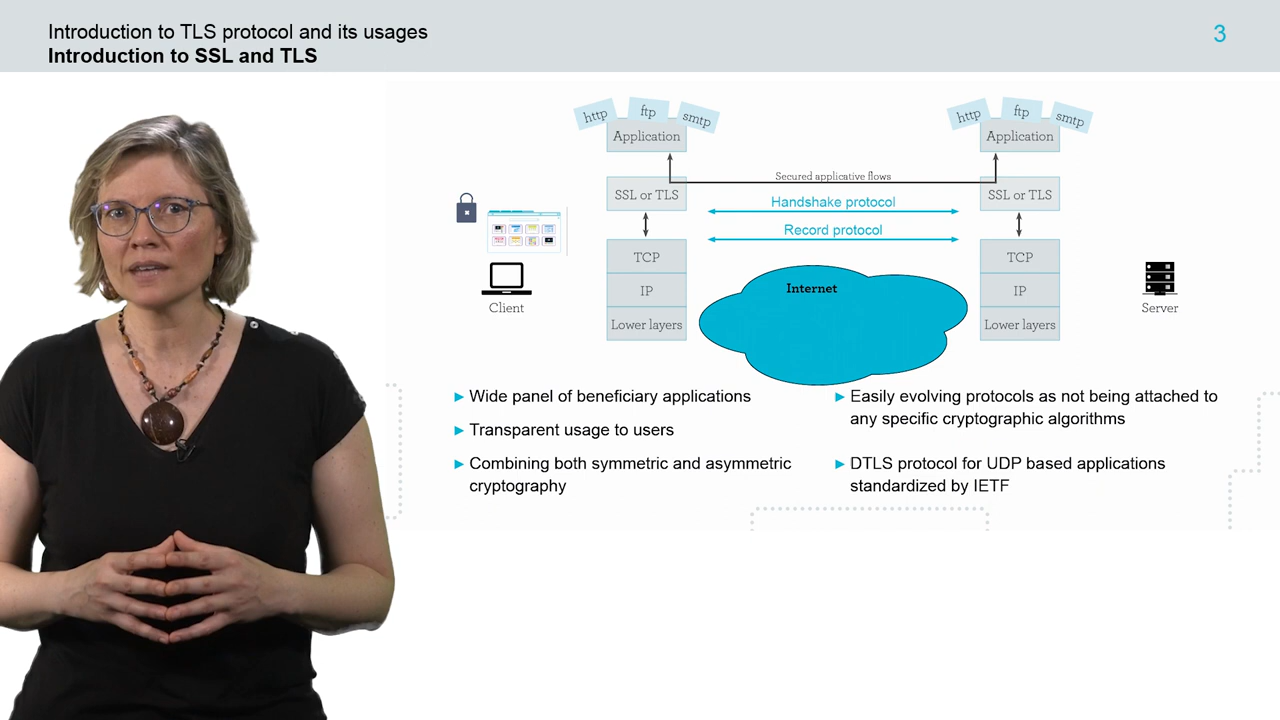 Introduction to TLS protocol and its usages
Introduction to SSL and TLS
3
http
ftp
smtp
Application
http
ftp
smtp
Application
Secured applicative flows
SSL or TLS
SSL or TLS
Handshake protocol
Record protocol
TCP
TCP
Internet
IP
IP
Client
Server
Lower layers
Lower layers
► Wide panel of beneficiary applications
► Transparent usage to users
► Combining both symmetric and asymmetric
cryptography
► Easily evolving protocols as not being attached to
any specific cryptographic algorithms
► DTLS protocol for UDP based applications
standardized by IETF